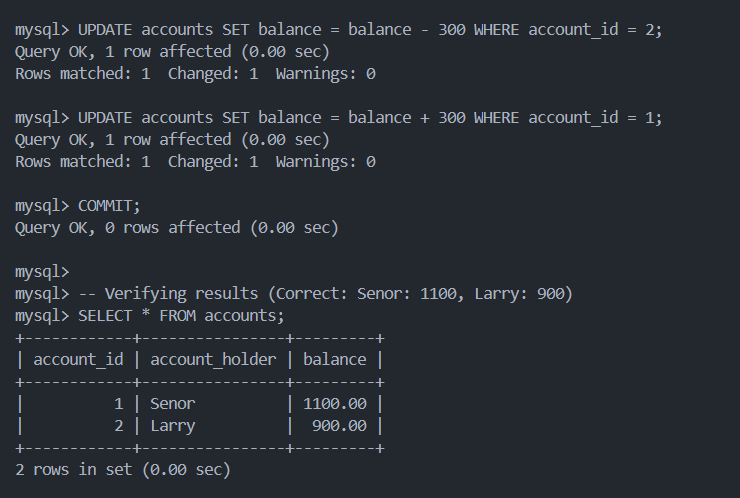 mysql> UPDATE accounts SET balance = balance - 300 WHERE account_id = 2;
Query OK, 1 row affected (0.00 sec)
Rows matched: 1  Changed: 1  Warnings: 0
mysql> UPDATE accounts SET balance = balance + 300 WHERE account_id = 1;
Query OK, 1 row affected (0.00 sec)
Rows matched: 1  Changed: 1  Warnings: 0
mysql> COMMIT;
Query OK, 0 rows affected (0.00 sec)
mysql>
mysql> -- Verifying results (Correct: Senor: 1100, Larry: 900)
mysql> SELECT * FROM accounts;
+------------+----------------+---------+
| account_id | account_holder | balance |
+------------+----------------+---------+
|          1 | Senor          | 1100.00 |
|          2 | Larry          |  900.00 |
+------------+----------------+---------+
2 rows in set (0.00 sec)